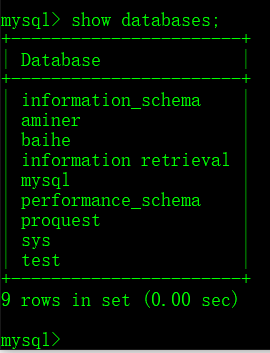 mysql> show databases;
+--------------------+
| Database           |
+--------------------+
| information_schema |
| aminer             |
| baihe              |
| information retrieval |
| mysql              |
| performance_schema |
| proquest           |
| sys                |
| test               |
+--------------------+
9 rows in set (0.00 sec)
mysql>